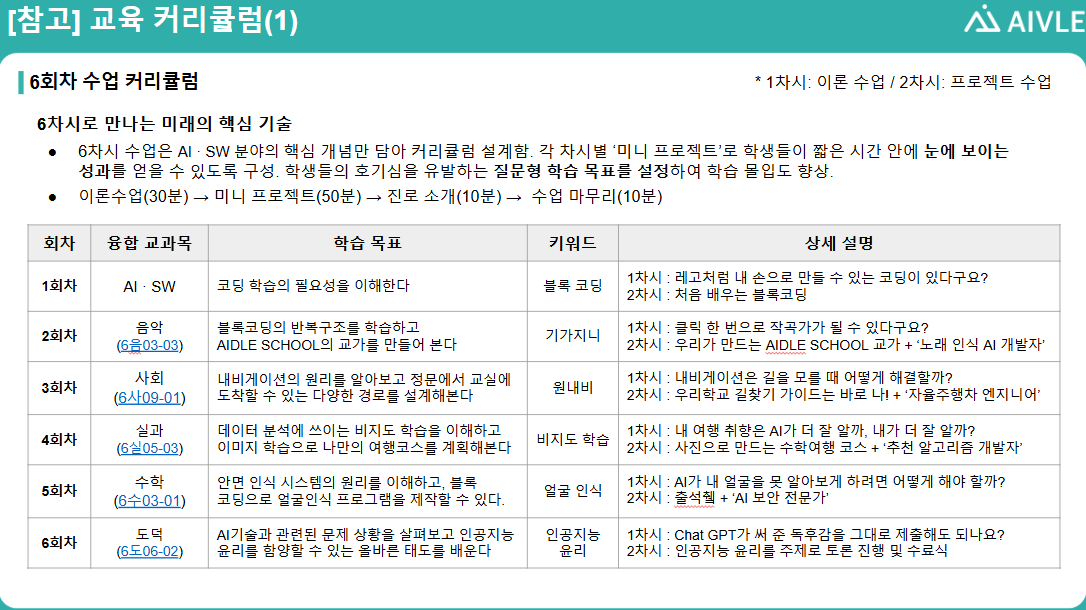 [참고] 교육 커리큘럼(1)
AIVLE
6회차 수업 커리큘럼
* 1차시: 이론 수업 / 2차시: 프로젝트 수업
6차시로 만나는 미래의 핵심 기술
● 6차시 수업은 AI · SW 분야의 핵심 개념만 담아 커리큘럼 설계함. 각 차시별 ‘미니 프로젝트’로 학생들이 짧은 시간 안에 눈에 보이는
성과를 얻을 수 있도록 구성. 학생들의 호기심을 유발하는 질문형 학습 목표를 설정하여 학습 몰입도 향상.
● 이론수업(30분) → 미니 프로젝트(50분) → 진로 소개(10분) → 수업 마무리(10분)
회차 융합 교과목 학습 목표 키워드 상세 설명
1회차 AI · SW 코딩 학습의 필요성을 이해한다 블록 코딩
1차시 : 레고처럼 내 손으로 만들 수 있는 코딩이 있다구요?
2차시 : 처음 배우는 블록코딩
2회차
음악
(6음03-03)
블록코딩의 반복구조를 학습하고
AIDLE SCHOOL의 교가를 만들어 본다
기가지니
1차시 : 클릭 한 번으로 작곡가가 될 수 있다구요?
2차시 : 우리가 만드는 AIDLE SCHOOL 교가 + ‘노래 인식 AI 개발자’
3회차
사회
(6사09-01)
내비게이션의 원리를 알아보고 정문에서 교실에
도착할 수 있는 다양한 경로를 설계해본다
원내비
1차시 : 내비게이션은 길을 모를 때 어떻게 해결할까?
2차시 : 우리학교 길찾기 가이드는 바로 나! + ‘자율주행차 엔지니어’
4회차
실과
(6실05-03)
데이터 분석에 쓰이는 비지도 학습을 이해하고
이미지 학습으로 나만의 여행코스를 계획해본다
비지도 학습
1차시 : 내 여행 취향은 AI가 더 잘 알까, 내가 더 잘 알까?
2차시 : 사진으로 만드는 수학여행 코스 + ‘추천 알고리즘 개발자’
5회차
수학
(6수03-01)
안면 인식 시스템의 원리를 이해하고, 블록
코딩으로 얼굴인식 프로그램을 제작할 수 있다.
얼굴 인식
1차시 : AI가 내 얼굴을 못 알아보게 하려면 어떻게 해야 할까?
2차시 : 출석췤 + ‘AI 보안 전문가’
6회차
도덕
(6도06-02)
AI기술과 관련된 문제 상황을 살펴보고 인공지능
윤리를 함양할 수 있는 올바른 태도를 배운다
인공지능
윤리
1차시 : Chat GPT가 써 준 독후감을 그대로 제출해도 되나요?
2차시 : 인공지능 윤리를 주제로 토론 진행 및 수료식